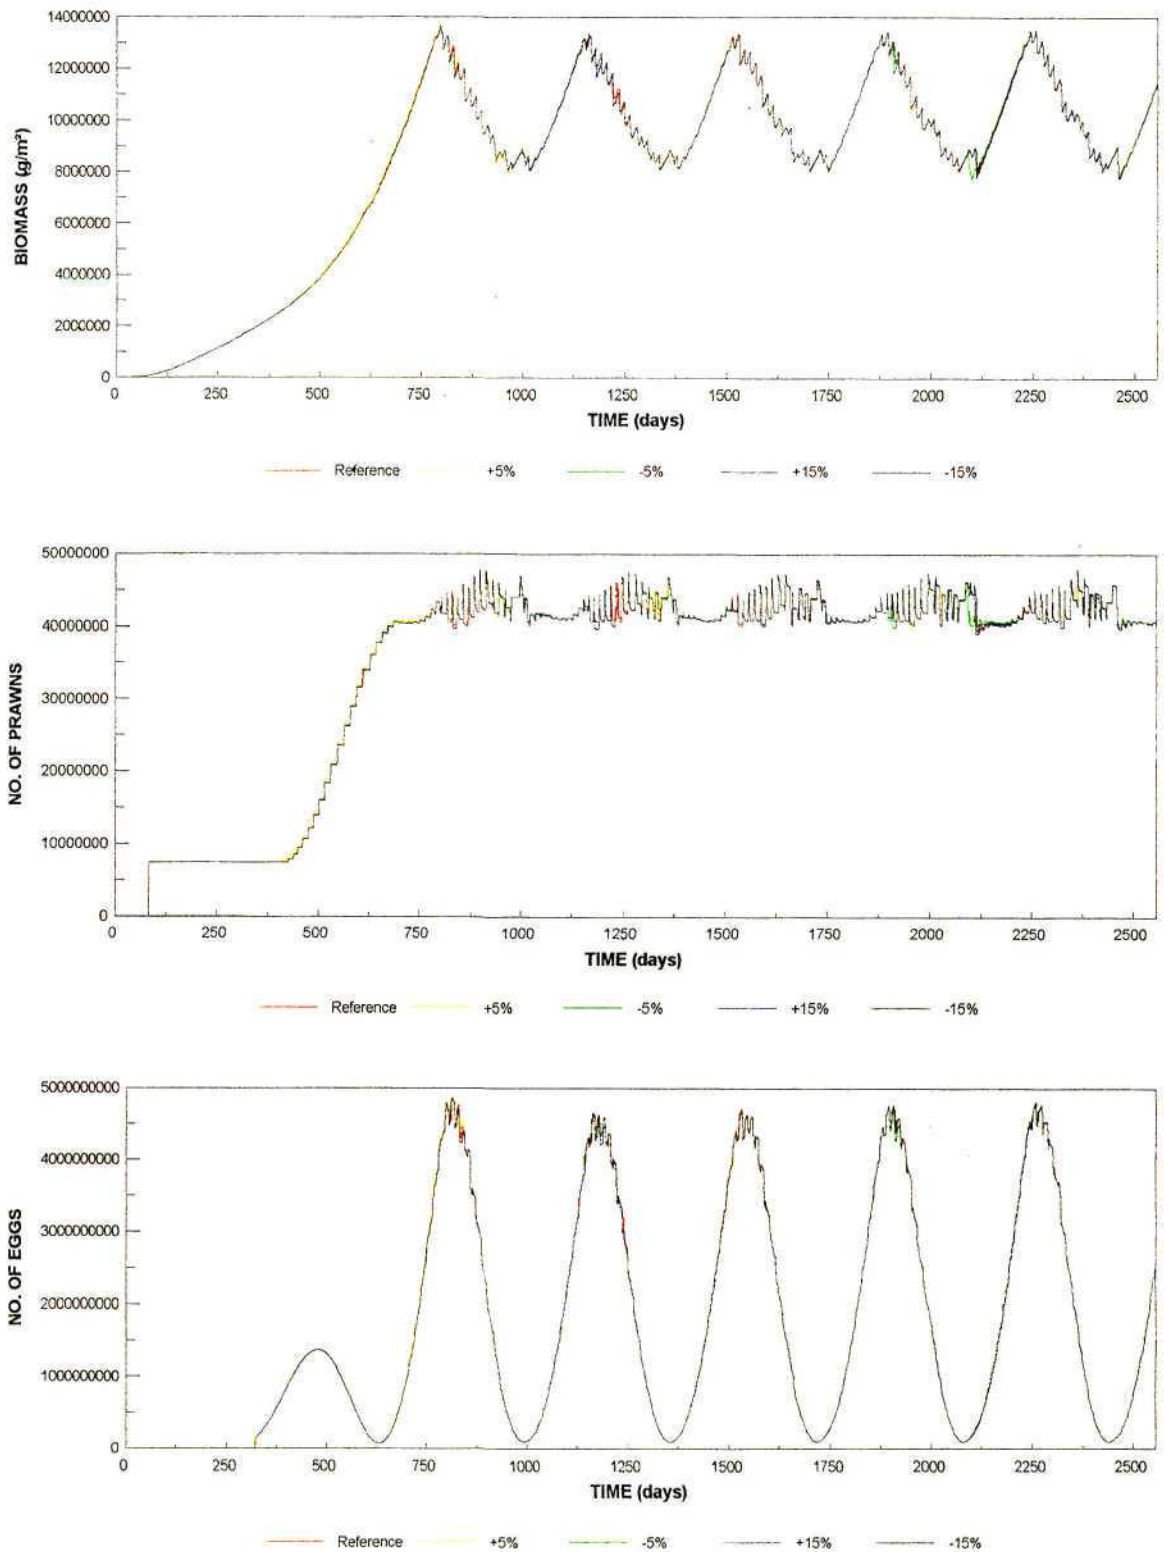 14000000
12000000
10000000
8000000
6000000
4000000
2000000
0
BIOMASS (g/m²)
0 250 500 750 1000 1250 1500 1750 2000 2250 2500
TIME (days)
Reference +5% -5% +15% -15%
50000000
40000000
30000000
20000000
10000000
0
NO. OF PRAWNS
0 250 500 750 1000 1250 1500 1750 2000 2250 2500
TIME (days)
Reference +5% -5% +15% -15%
5000000000
4000000000
3000000000
2000000000
1000000000
0
NO. OF EGGS
0 250 500 750 1000 1250 1500 1750 2000 2250 2500
TIME (days)
Reference +5% -5% +15% -15%